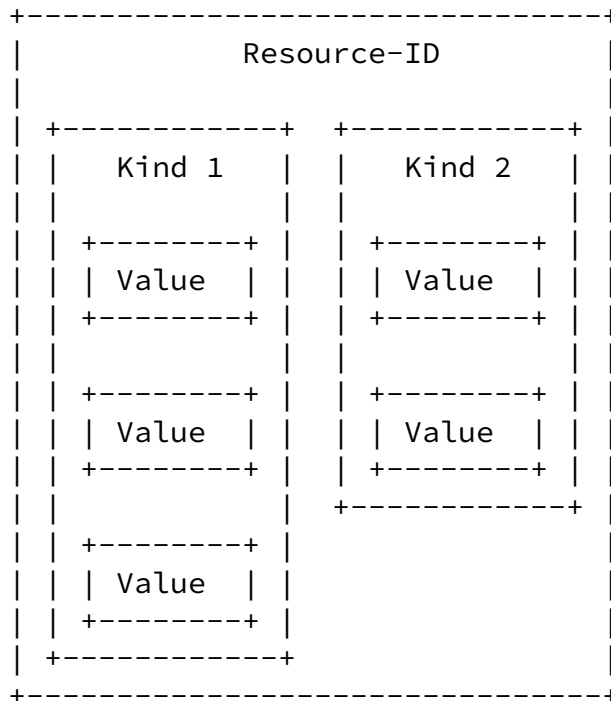 Resource-ID
Kind 1 Kind 2
Value Value
Value Value
Value